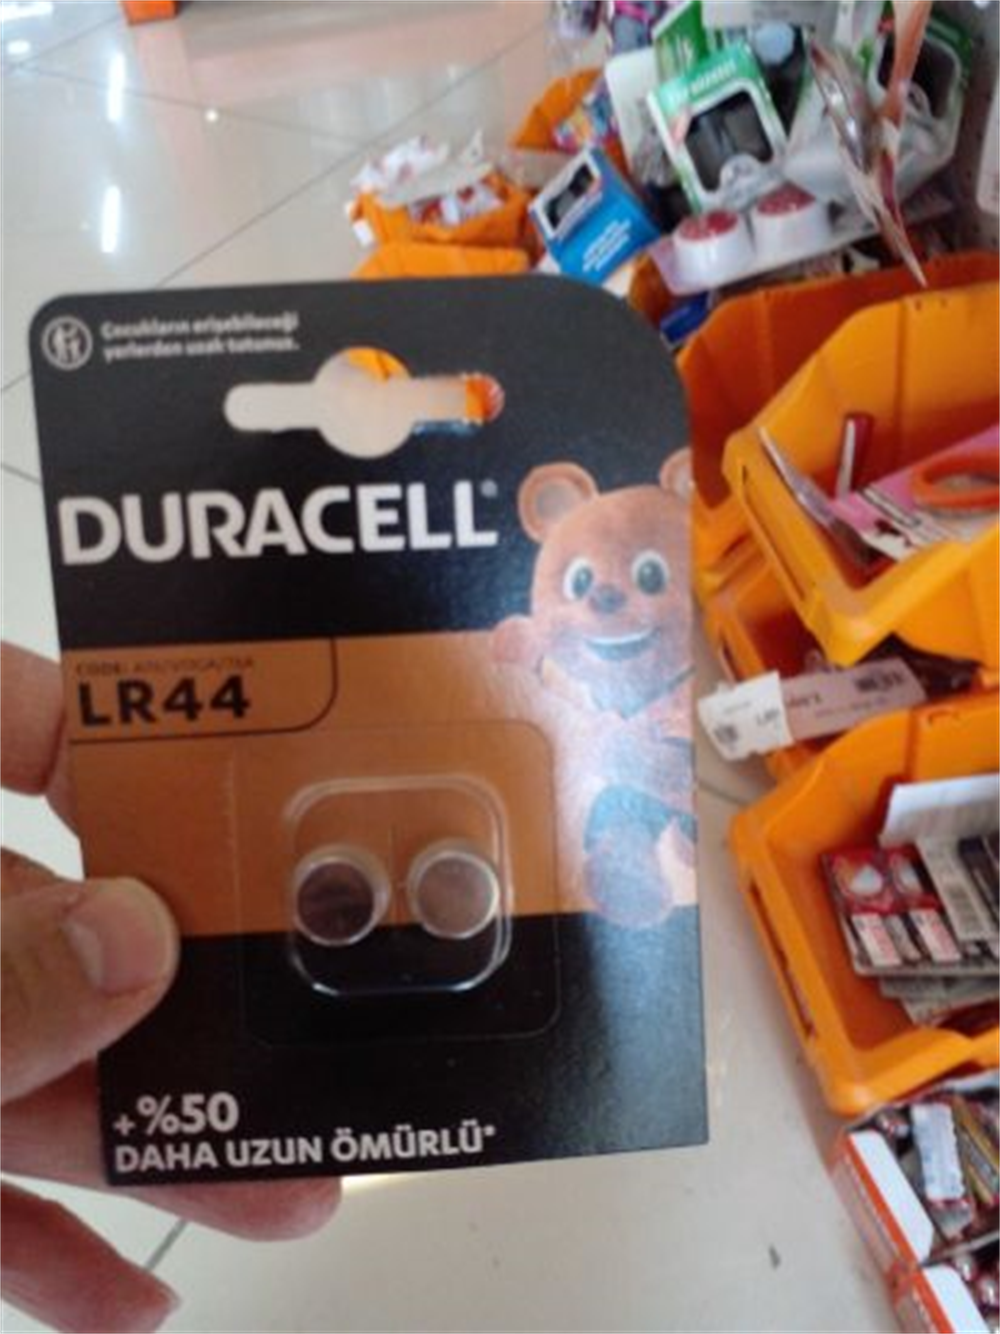 Çocukların erişebileceği
yerlerden uzak tutunuz.
DURACELL
LR44
+%50
DAHA UZUN ÖMÜRLÜ*